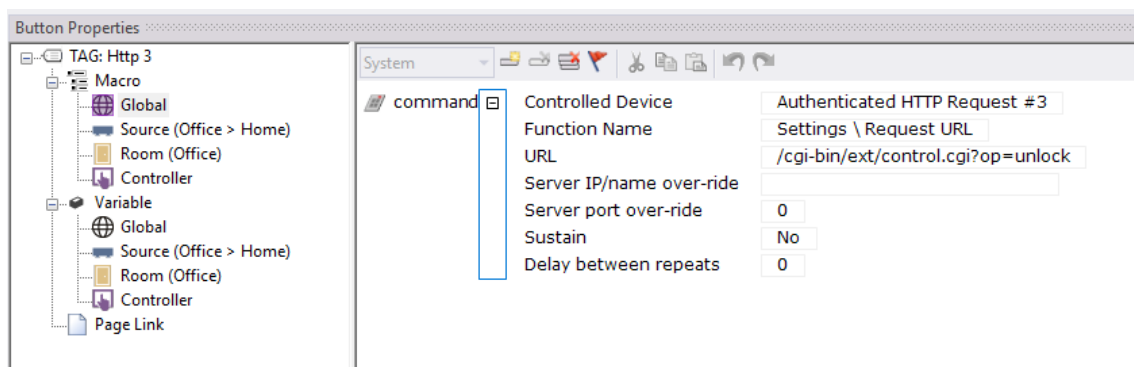 Button Properties
TAG: Http 3
Macro
Global
Source (Office > Home)
Room (Office)
Controller
Variable
Global
Source (Office > Home)
Room (Office)
Controller
Page Link
System
command
Controlled Device Authenticated HTTP Request #3
Function Name Settings \ Request URL
URL /cgi-bin/ext/control.cgi?op=unlock
Server IP/name over-ride
Server port over-ride 0
Sustain No
Delay between repeats 0